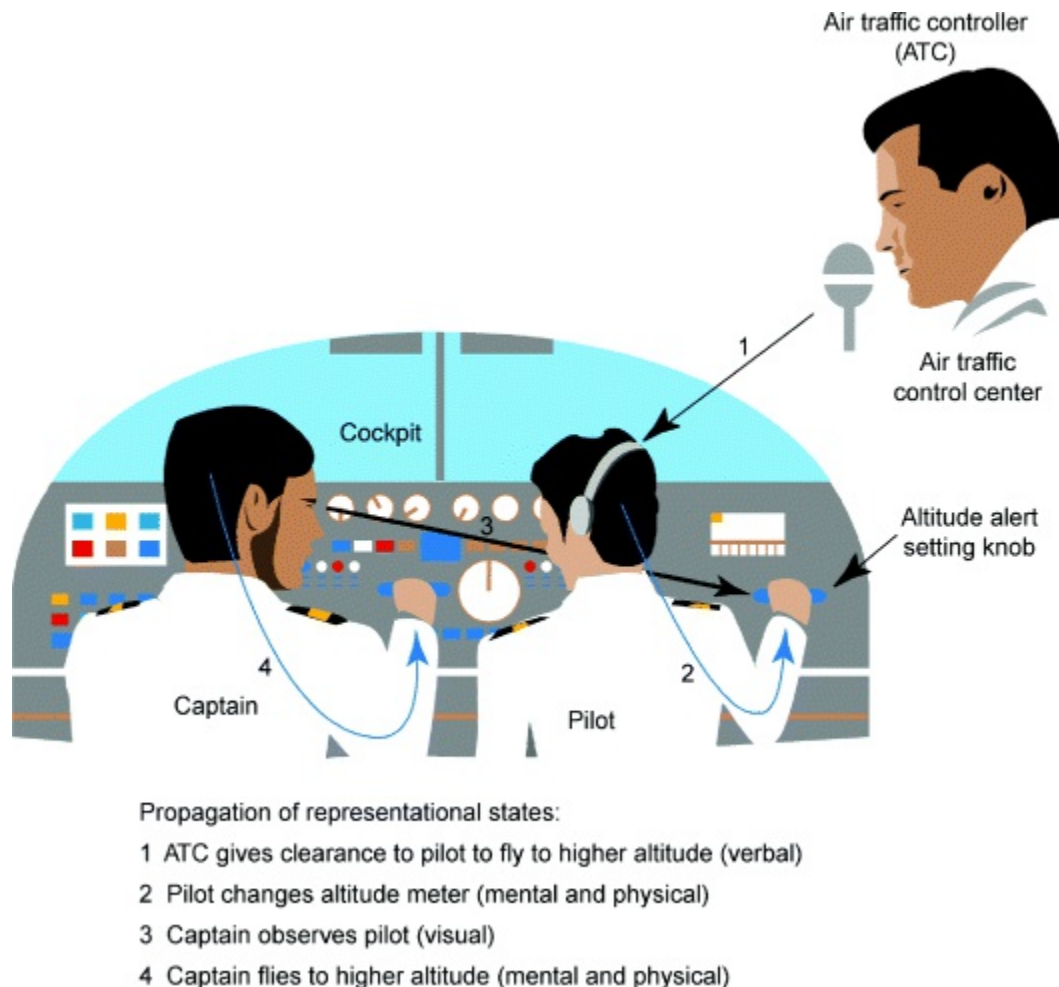 Air traffic controller
(ATC)
1
Air traffic
control center
Cockpit
3
Altitude alert
setting knob
4
2
Captain
Pilot
Propagation of representational states:
1 ATC gives clearance to pilot to fly to higher altitude (verbal)
2 Pilot changes altitude meter (mental and physical)
3 Captain observes pilot (visual)
4 Captain flies to higher altitude (mental and physical)